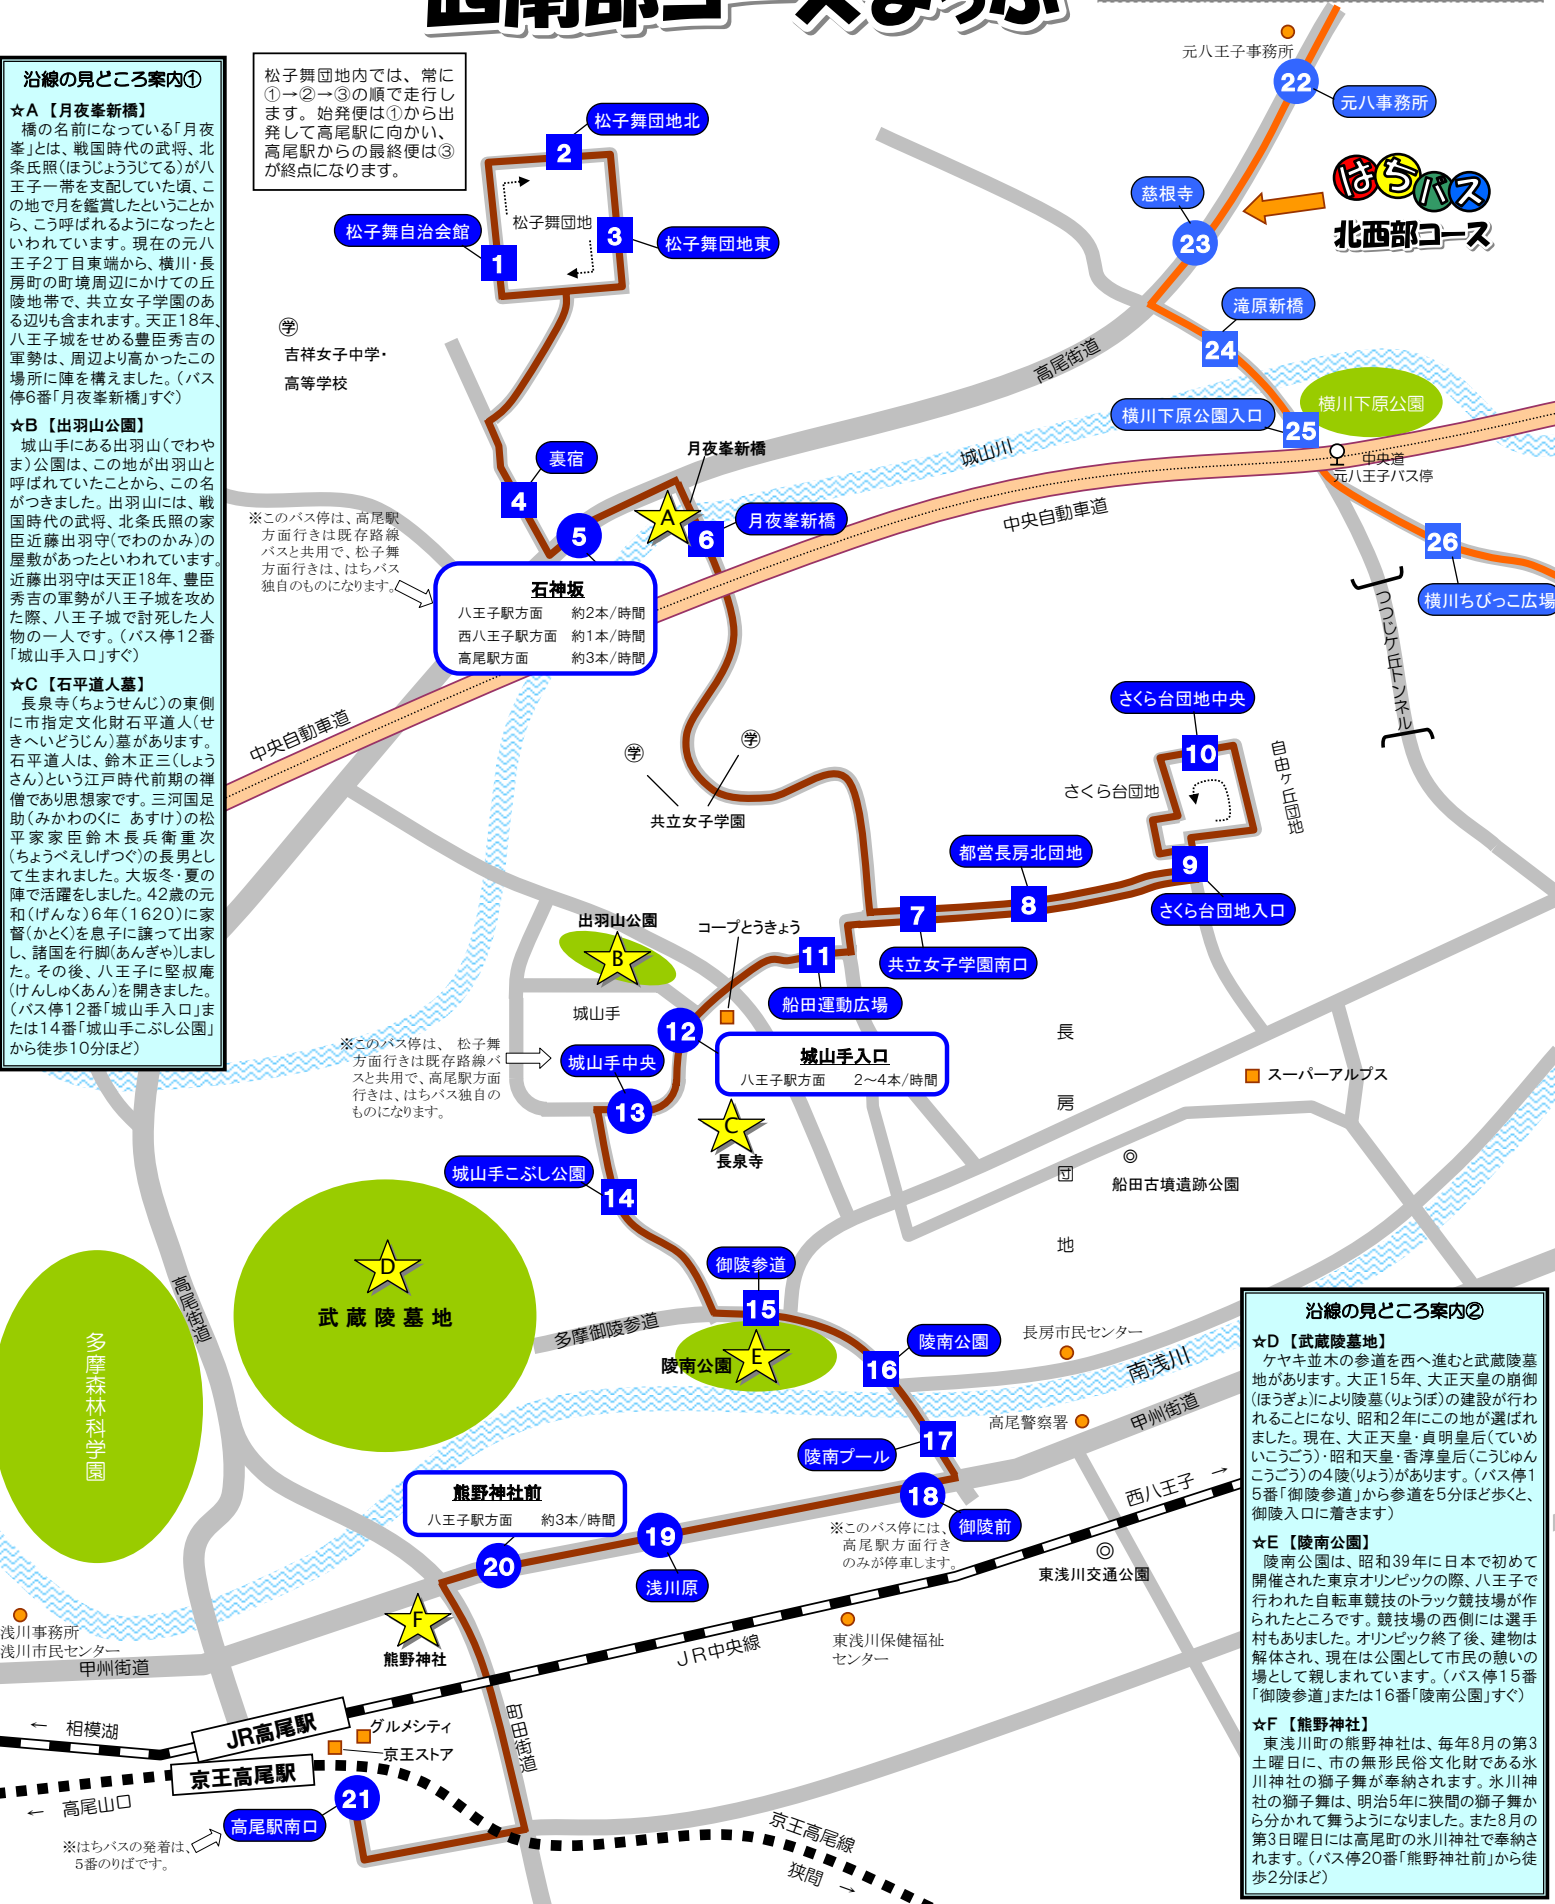 西南部コースまっぷ
沿線の見どころ案内①
☆A 【月夜峯新橋】
橋の名前になっている「月夜
峯」とは、戦国時代の武将、北
条氏照(ほうじょううじてる)が八
王子一帯を支配していた頃、こ
の地で月を鑑賞したということか
ら、こう呼ばれるようになったと
いわれています。現在の元八
王子2丁目東端から、横川・長
房町の町境周辺にかけての丘
陵地帯で、共立女子学園のあ
る辺りも含まれます。天正18年、
八王子城をせめる豊臣秀吉の
軍勢は、周辺より高かったこの
場所に陣を構えました。(バス
停6番「月夜峯新橋」すぐ)
☆B 【出羽山公園】
城山手にある出羽山(でわや
ま)公園は、この地が出羽山と
呼ばれていたことから、この名
がつきました。出羽山には、戦
国時代の武将、北条氏照の家
臣近藤出羽守(でわのかみ)の
屋敷があったといわれています。
近藤出羽守は天正18年、豊臣
秀吉の軍勢が八王子城を攻め
た際、八王子城で討死した人
物の一人です。(バス停12番
「城山手入口」すぐ)
☆C 【石平道人墓】
長泉寺(ちょうせんじ)の東側
に市指定文化財石平道人(せ
きへいどうじん)墓があります。
石平道人は、鈴木正三(しょう
さん)という江戸時代前期の禅
僧であり思想家です。三河国足
助(みかわのくに あすけ)の松
平家家臣鈴木長兵衛重次
(ちょうべえしげつぐ)の長男とし
て生まれました。大坂冬・夏の
陣で活躍をしました。42歳の元
和(げんな)6年(1620)に家
督(かとく)を息子に譲って出家
し、諸国を行脚(あんぎゃ)しまし
た。その後、八王子に堅叔庵
(けんしゅくあん)を開きました。
(バス停12番「城山手入口」ま
たは14番「城山手こぶし公園」
から徒歩10分ほど)
松子舞団地内では、常に
①→②→③の順で走行し
ます。始発便は①から出
発して高尾駅に向かい、
高尾駅からの最終便は③
が終点になります。
松子舞団地北
2
松子舞団地
松子舞自治会館
1
3
松子舞団地東
学
吉祥女子中学・
高等学校
元八王子事務所
22
元八事務所
はちバス
北西部コース
慈根寺
23
滝原新橋
24
高尾街道
横川下原公園
横川下原公園入口
25
城山川
中央道
元八王子バス停
中央自動車道
26
横川ちびっこ広場
つつじケ丘トンネル
裏宿
4
5
月夜峯新橋
A
6
月夜峯新橋
※このバス停は、高尾駅
方面行きは既存路線
バスと共用で、松子舞
方面行きは、はちバス
独自のものになります。
石神坂
八王子駅方面 約2本/時間
西八王子駅方面 約1本/時間
高尾駅方面 約3本/時間
中央自動車道
学
学
共立女子学園
さくら台団地中央
10
さくら台団地
自由ケ丘団地
都営長房北団地
9
8
7
さくら台団地入口
共立女子学園南口
出羽山公園
B
コープとうきょう
11
船田運動広場
城山手
12
城山手入口
八王子駅方面 2～4本/時間
※このバス停は、 松子舞
方面行きは既存路線バ
スと共用で、高尾駅方面
行きは、はちバス独自の
ものになります。
城山手中央
13
C
長泉寺
長房団地
スーパーアルプス
船田古墳遺跡公園
城山手こぶし公園
14
D
武蔵陵墓地
高尾街道
多摩森林科学園
御陵参道
15
多摩御陵参道
陵南公園
E
16
陵南公園
長房市民センター
南浅川
高尾警察署
甲州街道
17
陵南プール
18
御陵前
※このバス停には、
高尾駅方面行き
のみが停車します。
西八王子 →
東浅川交通公園
熊野神社前
八王子駅方面 約3本/時間
19
浅川原
20
F
熊野神社
浅川事務所
浅川市民センター
甲州街道
JR中央線
東浅川保健福祉
センター
← 相模湖
JR高尾駅
グルメシティ
京王ストア
京王高尾駅
町田街道
← 高尾山口
21
高尾駅南口
※はちバスの発着は、
5番のりばです。
京王高尾線
狭間 →
沿線の見どころ案内②
☆D 【武蔵陵墓地】
ケヤキ並木の参道を西へ進むと武蔵陵墓
地があります。大正15年、大正天皇の崩御
(ほうぎょ)により陵墓(りょうぼ)の建設が行わ
れることになり、昭和2年にこの地が選ばれ
ました。現在、大正天皇・貞明皇后(ていめ
いこうごう)・昭和天皇・香淳皇后(こうじゅん
こうごう)の4陵(りょう)があります。(バス停1
5番「御陵参道」から参道を5分ほど歩くと、
御陵入口に着きます)
☆E 【陵南公園】
陵南公園は、昭和39年に日本で初めて
開催された東京オリンピックの際、八王子で
行われた自転車競技のトラック競技場が作
られたところです。競技場の西側には選手
村もありました。オリンピック終了後、建物は
解体され、現在は公園として市民の憩いの
場として親しまれています。(バス停15番
「御陵参道」または16番「陵南公園」すぐ)
☆F 【熊野神社】
東浅川町の熊野神社は、毎年8月の第3
土曜日に、市の無形民俗文化財である氷
川神社の獅子舞が奉納されます。氷川神
社の獅子舞は、明治5年に狭間の獅子舞か
ら分かれて舞うようになりました。また8月の
第3日曜日には高尾町の氷川神社で奉納さ
れます。(バス停20番「熊野神社前」から徒
歩2分ほど)